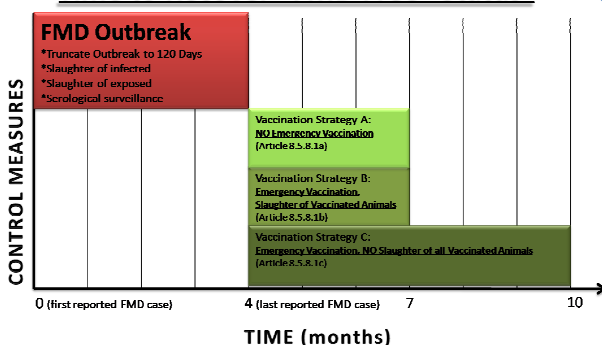 FMD Outbreak
*Truncate Outbreak to 120 Days
*Slaughter of infected
*Slaughter of exposed
*Serological surveillance
Vaccination Strategy A:
NO Emergency Vaccination
(Article 8.5.8.1a)
Vaccination Strategy B:
Emergency Vaccination,
Slaughter of Vaccinated Animals
(Article 8.5.8.1b)
Vaccination Strategy C:
Emergency Vaccination, NO Slaughter of all Vaccinated Animals
(Article 8.5.8.1c)
CONTROL MEASURES
0 (first reported FMD case) 4 (last reported FMD case) 7 10
TIME (months)